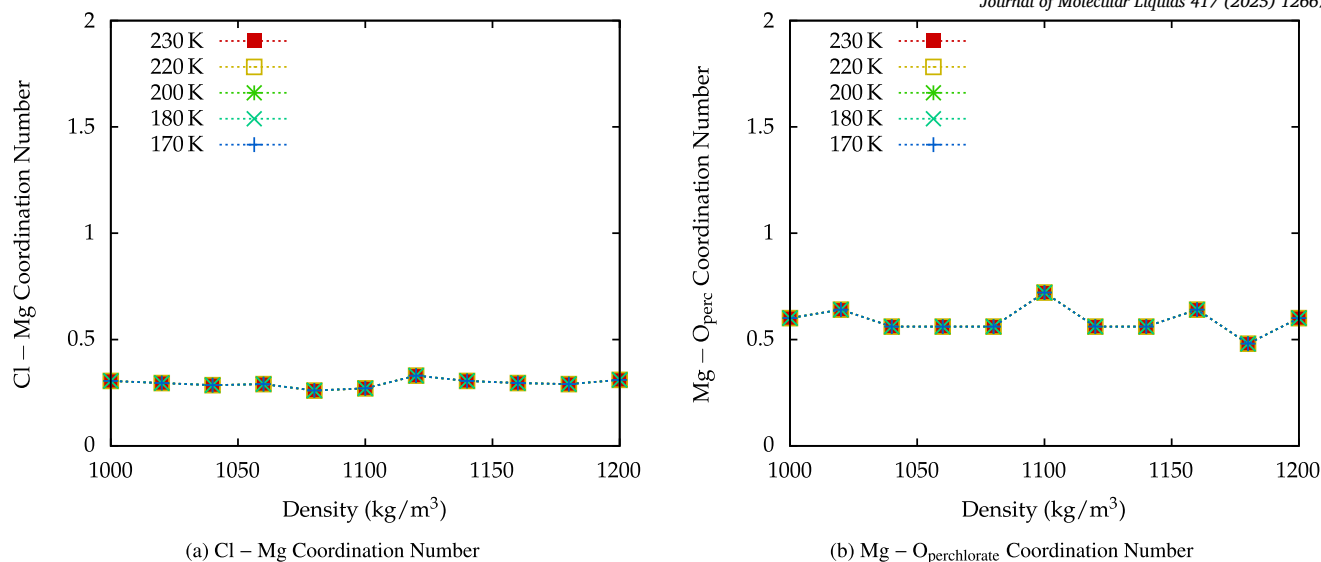 Journal of Molecular Liquids 417 (2025)
2
1.5
1
0.5
0
Cl – Mg Coordination Number
230 K
220 K
200 K
180 K
170 K
1000 1050 1100 1150 1200
Density (kg/m³)
(a) Cl – Mg Coordination Number
2
1.5
1
0.5
0
Mg – Operc Coordination Number
230 K
220 K
200 K
180 K
170 K
1000 1050 1100 1150 1200
Density (kg/m³)
(b) Mg – Operchlorate Coordination Number